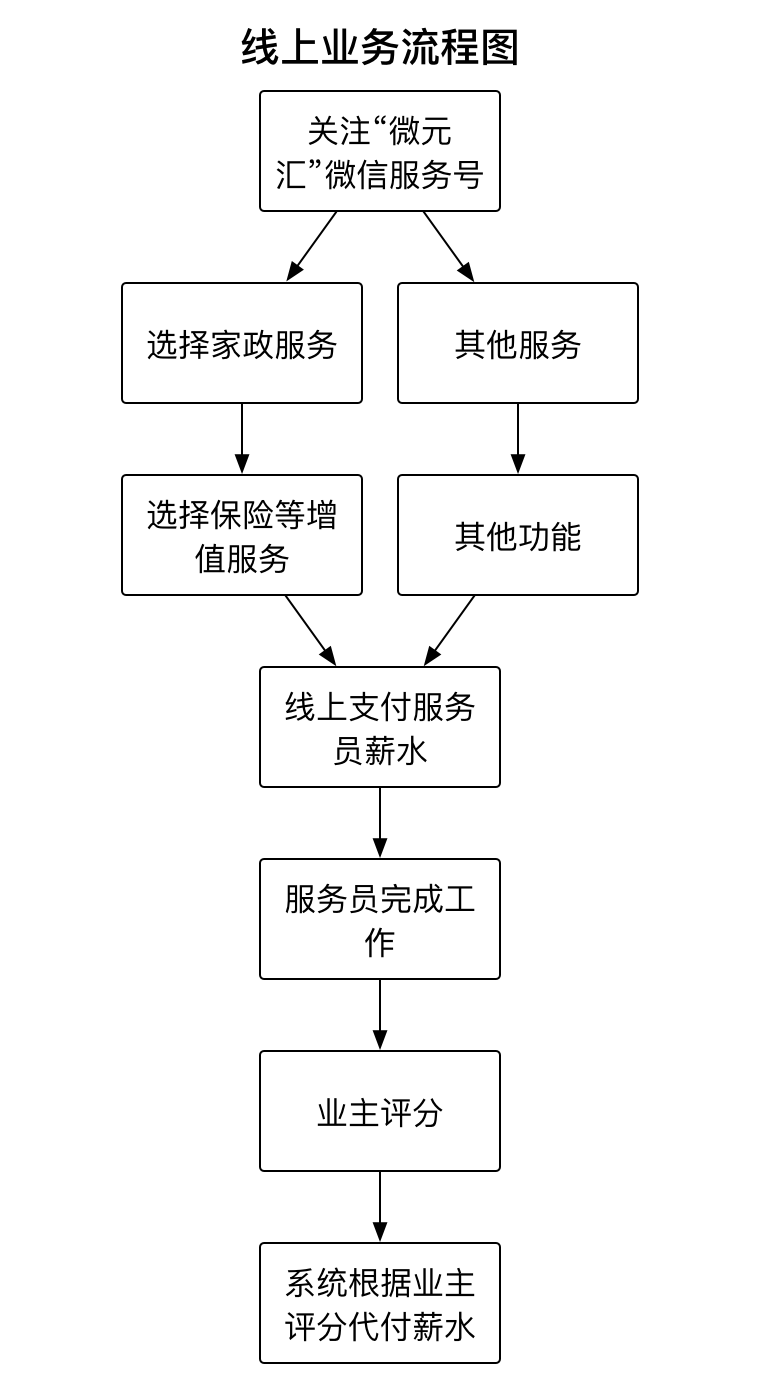 线上业务流程图
关注“微元
汇”微信服务号
选择家政服务
其他服务
选择保险等增
值服务
其他功能
线上支付服务
员薪水
服务员完成工
作
业主评分
系统根据业主
评分代付薪水